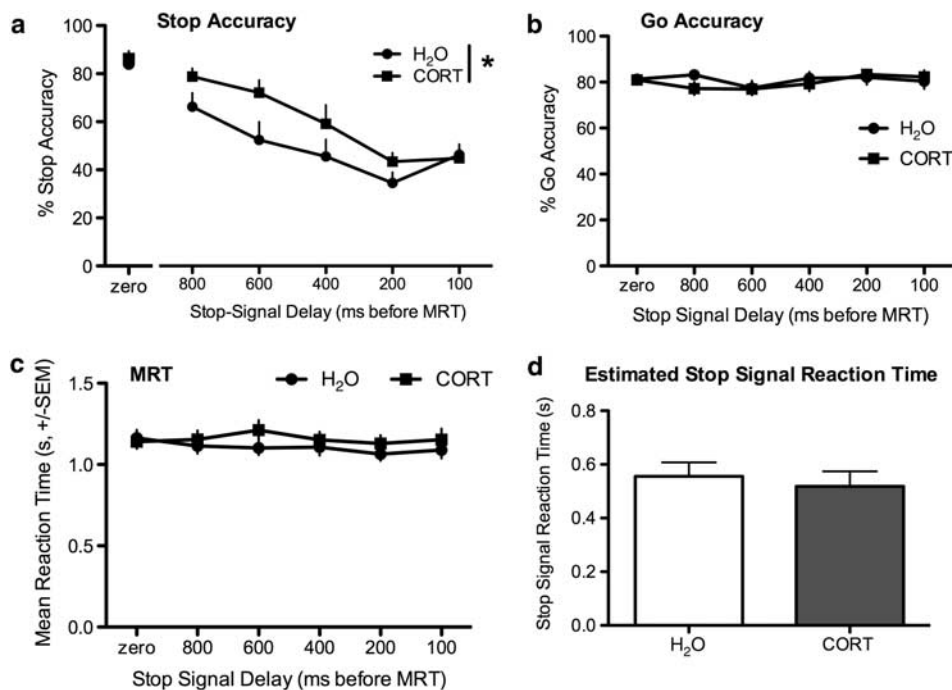 a
Stop Accuracy
% Stop Accuracy
100
80
60
40
20
0
H₂O
CORT
*
zero
800
600
400
200
100
Stop-Signal Delay (ms before MRT)
b
Go Accuracy
% Go Accuracy
100
80
60
40
20
0
H₂O
CORT
zero
800
600
400
200
100
Stop Signal Delay (ms before MRT)
c
MRT
H₂O
CORT
Mean Reaction Time (s, +/-SEM)
1.5
1.0
0.5
0.0
zero
800
600
400
200
100
Stop Signal Delay (ms before MRT)
d
Estimated Stop Signal Reaction Time
Stop Signal Reaction Time (s)
0.8
0.6
0.4
0.2
0.0
H₂O
CORT